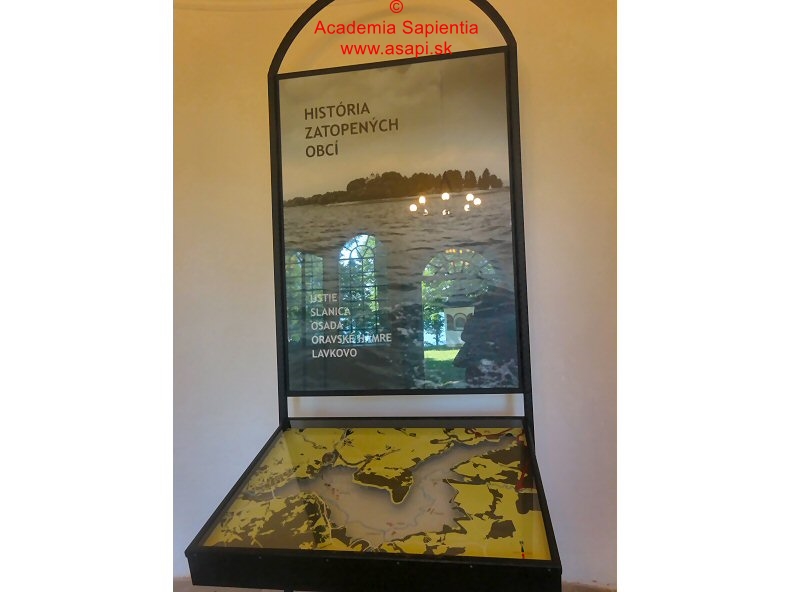 ©
Academia Sapientia
www.asapi.sk
HISTÓRIA
ZATOPENÝCH
OBCÍ
USTIE
SLANICA
OSADA
ORAVSKÉ HÁMRE
LAVKOVO